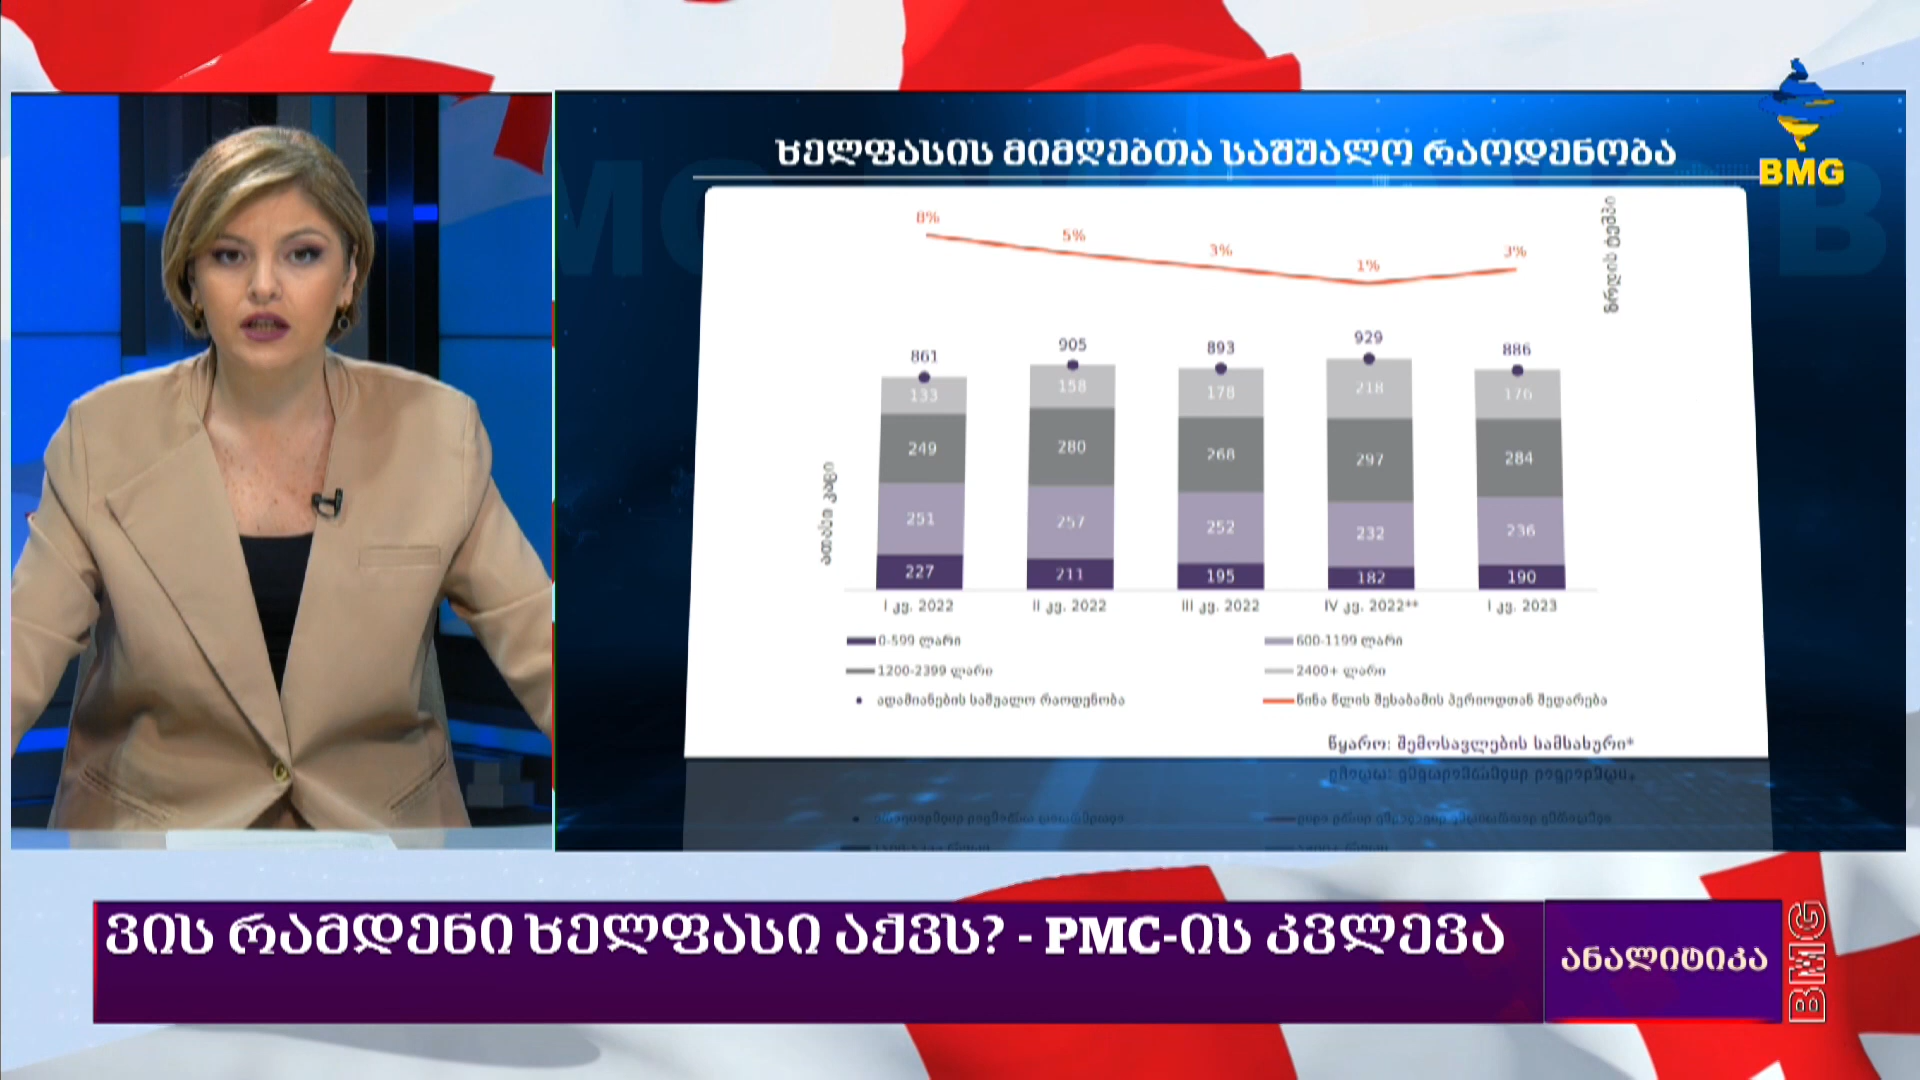 ხელფასის მიმღებთა საშუალო რაოდენობა
BMG
ზრდის ტემპი
8%
5%
3%
1%
3%
861
905
893
929
886
133
158
178
218
176
249
280
268
297
284
251
257
252
232
236
227
211
195
182
190
ათასი კაცი
I კვ. 2022
II კვ. 2022
III კვ. 2022
IV კვ. 2022**
I კვ. 2023
0-599 ლარი
600-1199 ლარი
1200-2399 ლარი
2400+ ლარი
ადამიანების საშუალო რაოდენობა
წინა წლის შესაბამის პერიოდთან შედარება
წყარო: შემოსავლების სამსახური*
ვის რამდენი ხელფასი აქვს? - PMC-ის კვლევა
ანალიტიკა
BMG